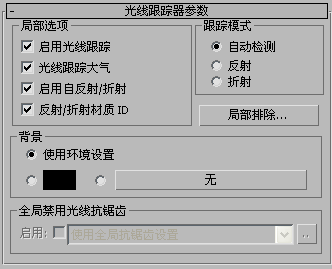 - 光线跟踪器参数
局部选项 跟踪模式
启用光线跟踪 自动检测
光线跟踪大气 反射
启用自反射/折射 折射
反射/折射材质 ID 局部排除...
背景
使用环境设置
无
全局禁用光线抗锯齿
启用: 使用全局抗锯齿设置 ..